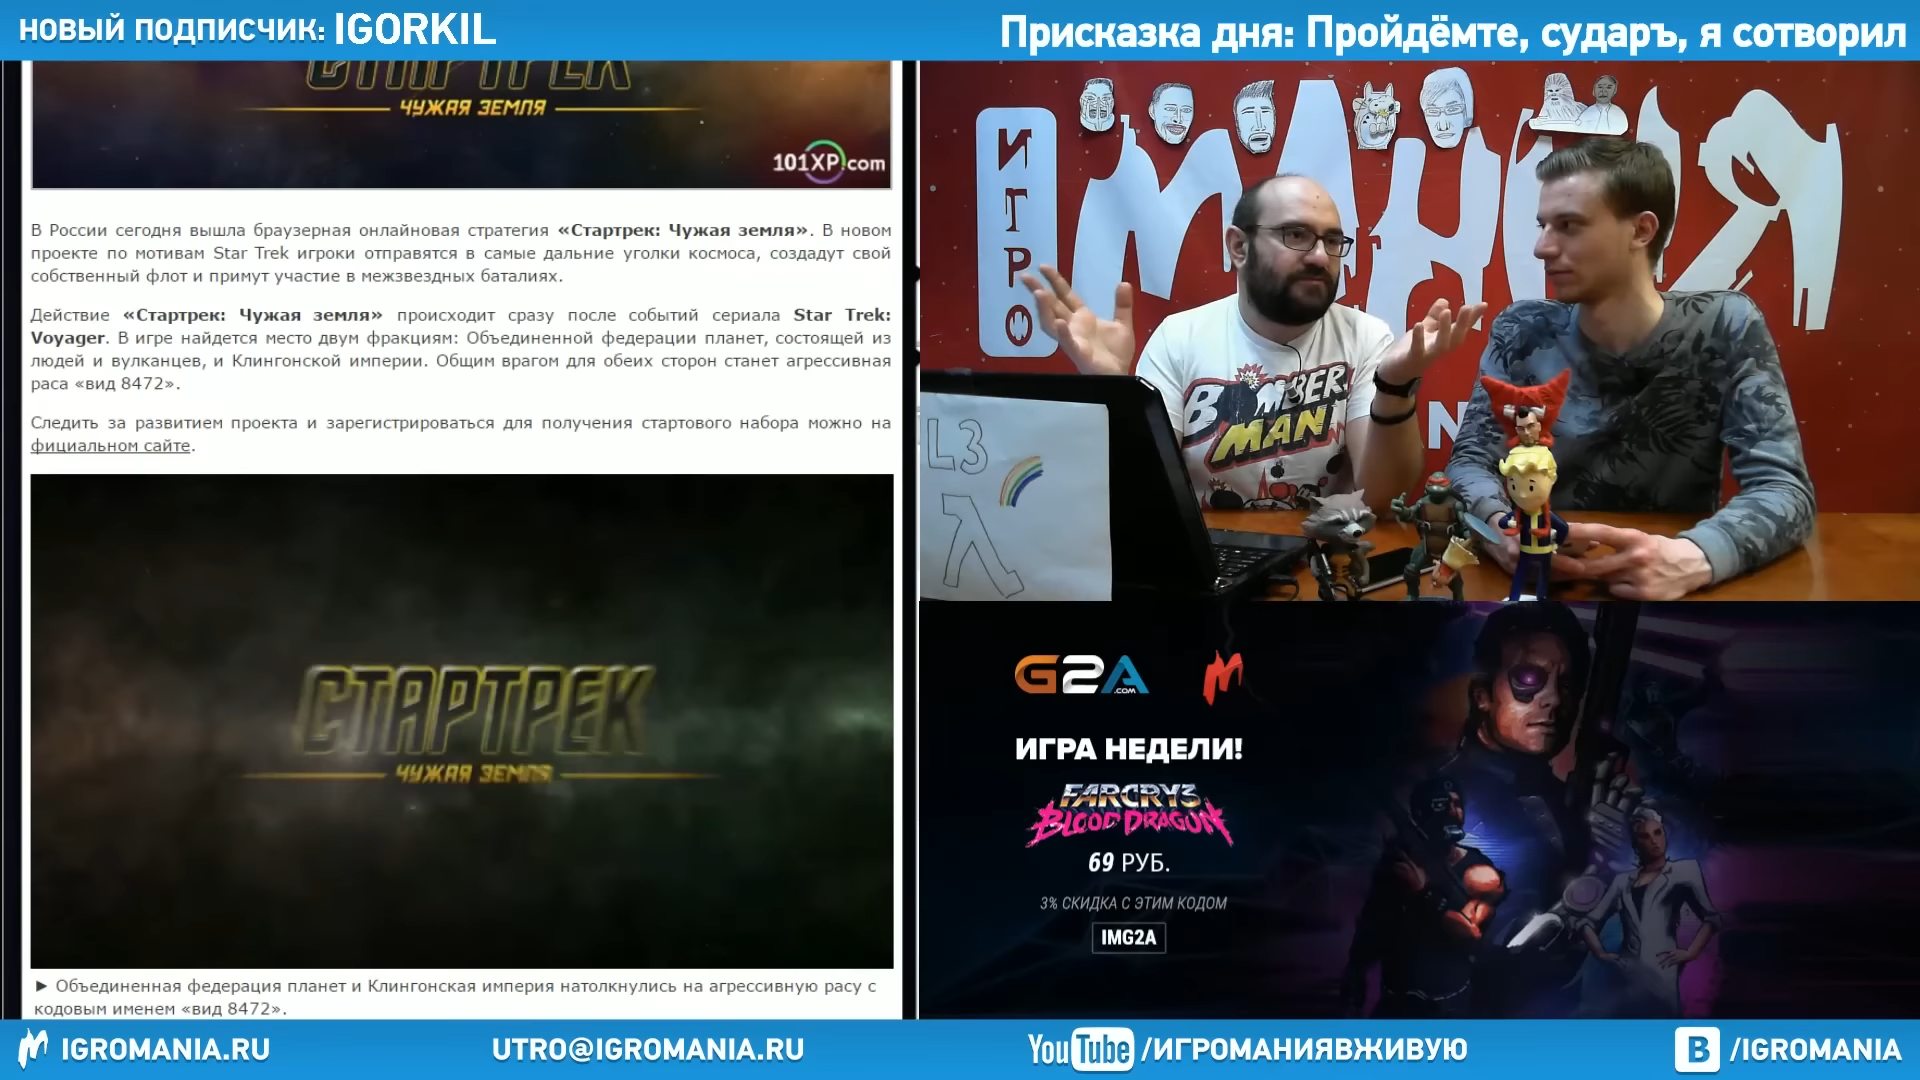 НОВЫЙ ПОДПИСЧИК: IGORKIL
Присказка дня: Пройдёмте, сударъ, я сотворил
СТАРТРЕК
ЧУЖАЯ ЗЕМЛЯ
101XP.com
В России сегодня вышла браузерная онлайновая стратегия «Стартрек: Чужая земля». В новом
проекте по мотивам Star Trek игроки отправятся в самые дальние уголки космоса, создадут свой
собственный флот и примут участие в межзвездных баталиях.
Действие «Стартрек: Чужая земля» происходит сразу после событий сериала Star Trek:
Voyager. В игре найдется место двум фракциям: Объединенной федерации планет, состоящей из
людей и вулканцев, и Клингонской империи. Общим врагом для обеих сторон станет агрессивная
раса «вид 8472».
Следить за развитием проекта и зарегистрироваться для получения стартового набора можно на
фициальном сайте.
СТАРТРЕК
ЧУЖАЯ ЗЕМЛЯ
► Объединенная федерация планет и Клингонская империя натолкнулись на агрессивную расу с
кодовым именем «вид 8472».
ИГРО
МАНИЯ
BOMBER
MAN
L3
λ
G2A
.COM
ИГРА НЕДЕЛИ!
FARCRY3
BLOOD DRAGON
69 РУБ.
3% СКИДКА С ЭТИМ КОДОМ
IMG2A
IGROMANIA.RU
UTRO@IGROMANIA.RU
YouTube /ИГРОМАНИЯВЖИВУЮ
В /IGROMANIA